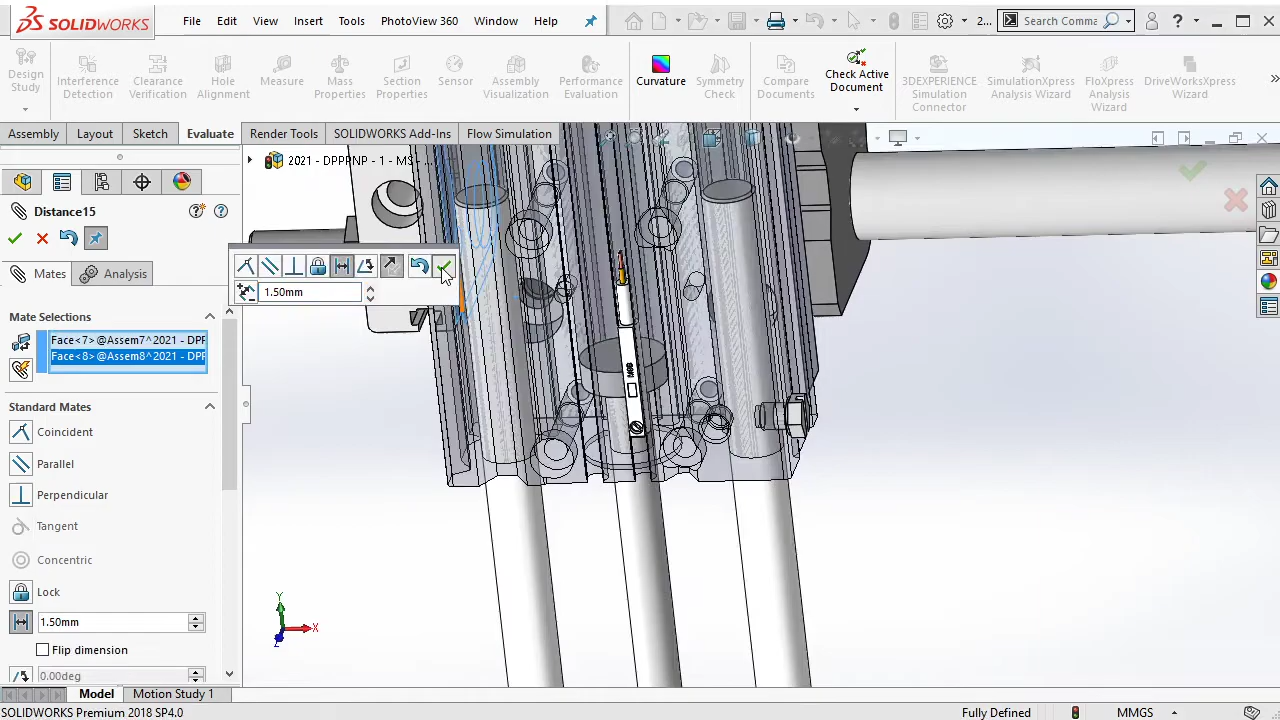 SOLIDWORKS File Edit View Insert Tools PhotoView 360 Window Help 2... Search Comma ?
Design Study
Interference Detection
Clearance Verification
Hole Alignment
Measure
Mass Properties
Section Properties
Sensor
Assembly Visualization
Performance Evaluation
Curvature
Symmetry Check
Compare Documents
Check Active Document
3DEXPERIENCE Simulation Connector
SimulationXpress Analysis Wizard
FloXpress Analysis Wizard
DriveWorksXpress Wizard
Assembly Layout Sketch Evaluate Render Tools SOLIDWORKS Add-Ins Flow Simulation
2021 - DPPPNP - 1 - MS - ...
Distance15
1.50mm
Mates Analysis
Mate Selections
Face<7>@Assem7^2021 - DPP
Face<8>@Assem8^2021 - DPP
Standard Mates
Coincident
Parallel
Perpendicular
Tangent
Concentric
Lock
1.50mm
Flip dimension
0.00deg
Y
X
Z
Model Motion Study 1
SOLIDWORKS Premium 2018 SP4.0 Fully Defined MMGS